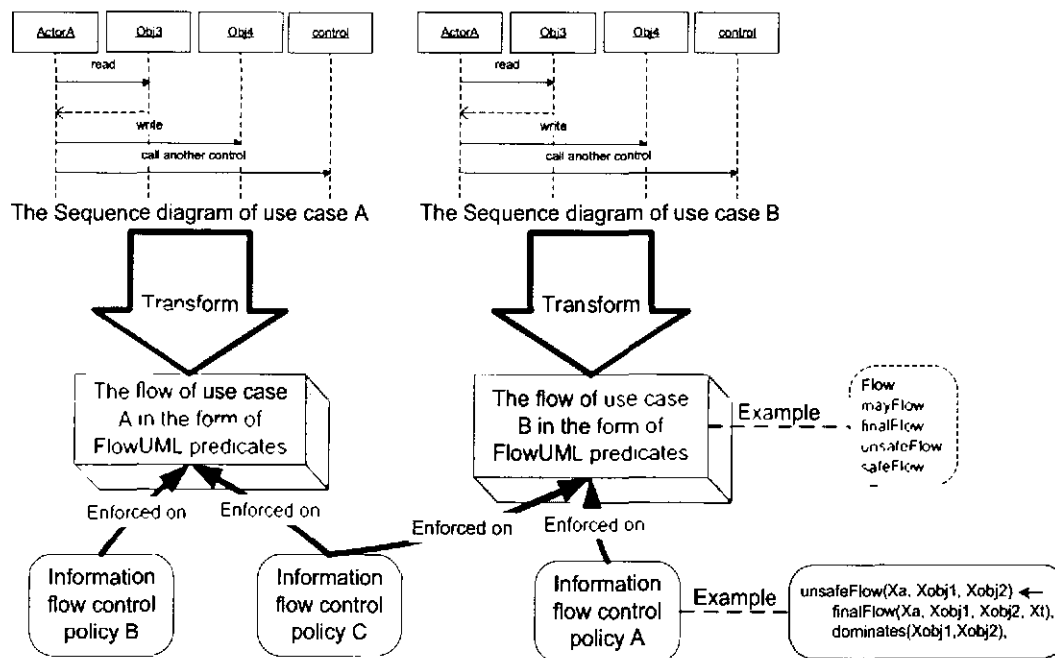 ActorA Obj3 Obj4 control
read
write
call another control
The Sequence diagram of use case A
ActorA Obj3 Obj4 control
read
write
call another control
The Sequence diagram of use case B
Transform
Transform
The flow of use case
A in the form of
FlowUML predicates
The flow of use case
B in the form of
FlowUML predicates
Example
Flow
mayFlow
finalFlow
unsafeFlow
safeFlow
Enforced on
Enforced on
Enforced on
Enforced on
Information
flow control
policy B
Information
flow control
policy C
Information
flow control
policy A
Example
unsafeFlow(Xa, Xobj1, Xobj2) ←
finalFlow(Xa, Xobj1, Xobj2, Xt),
dominates(Xobj1,Xobj2),